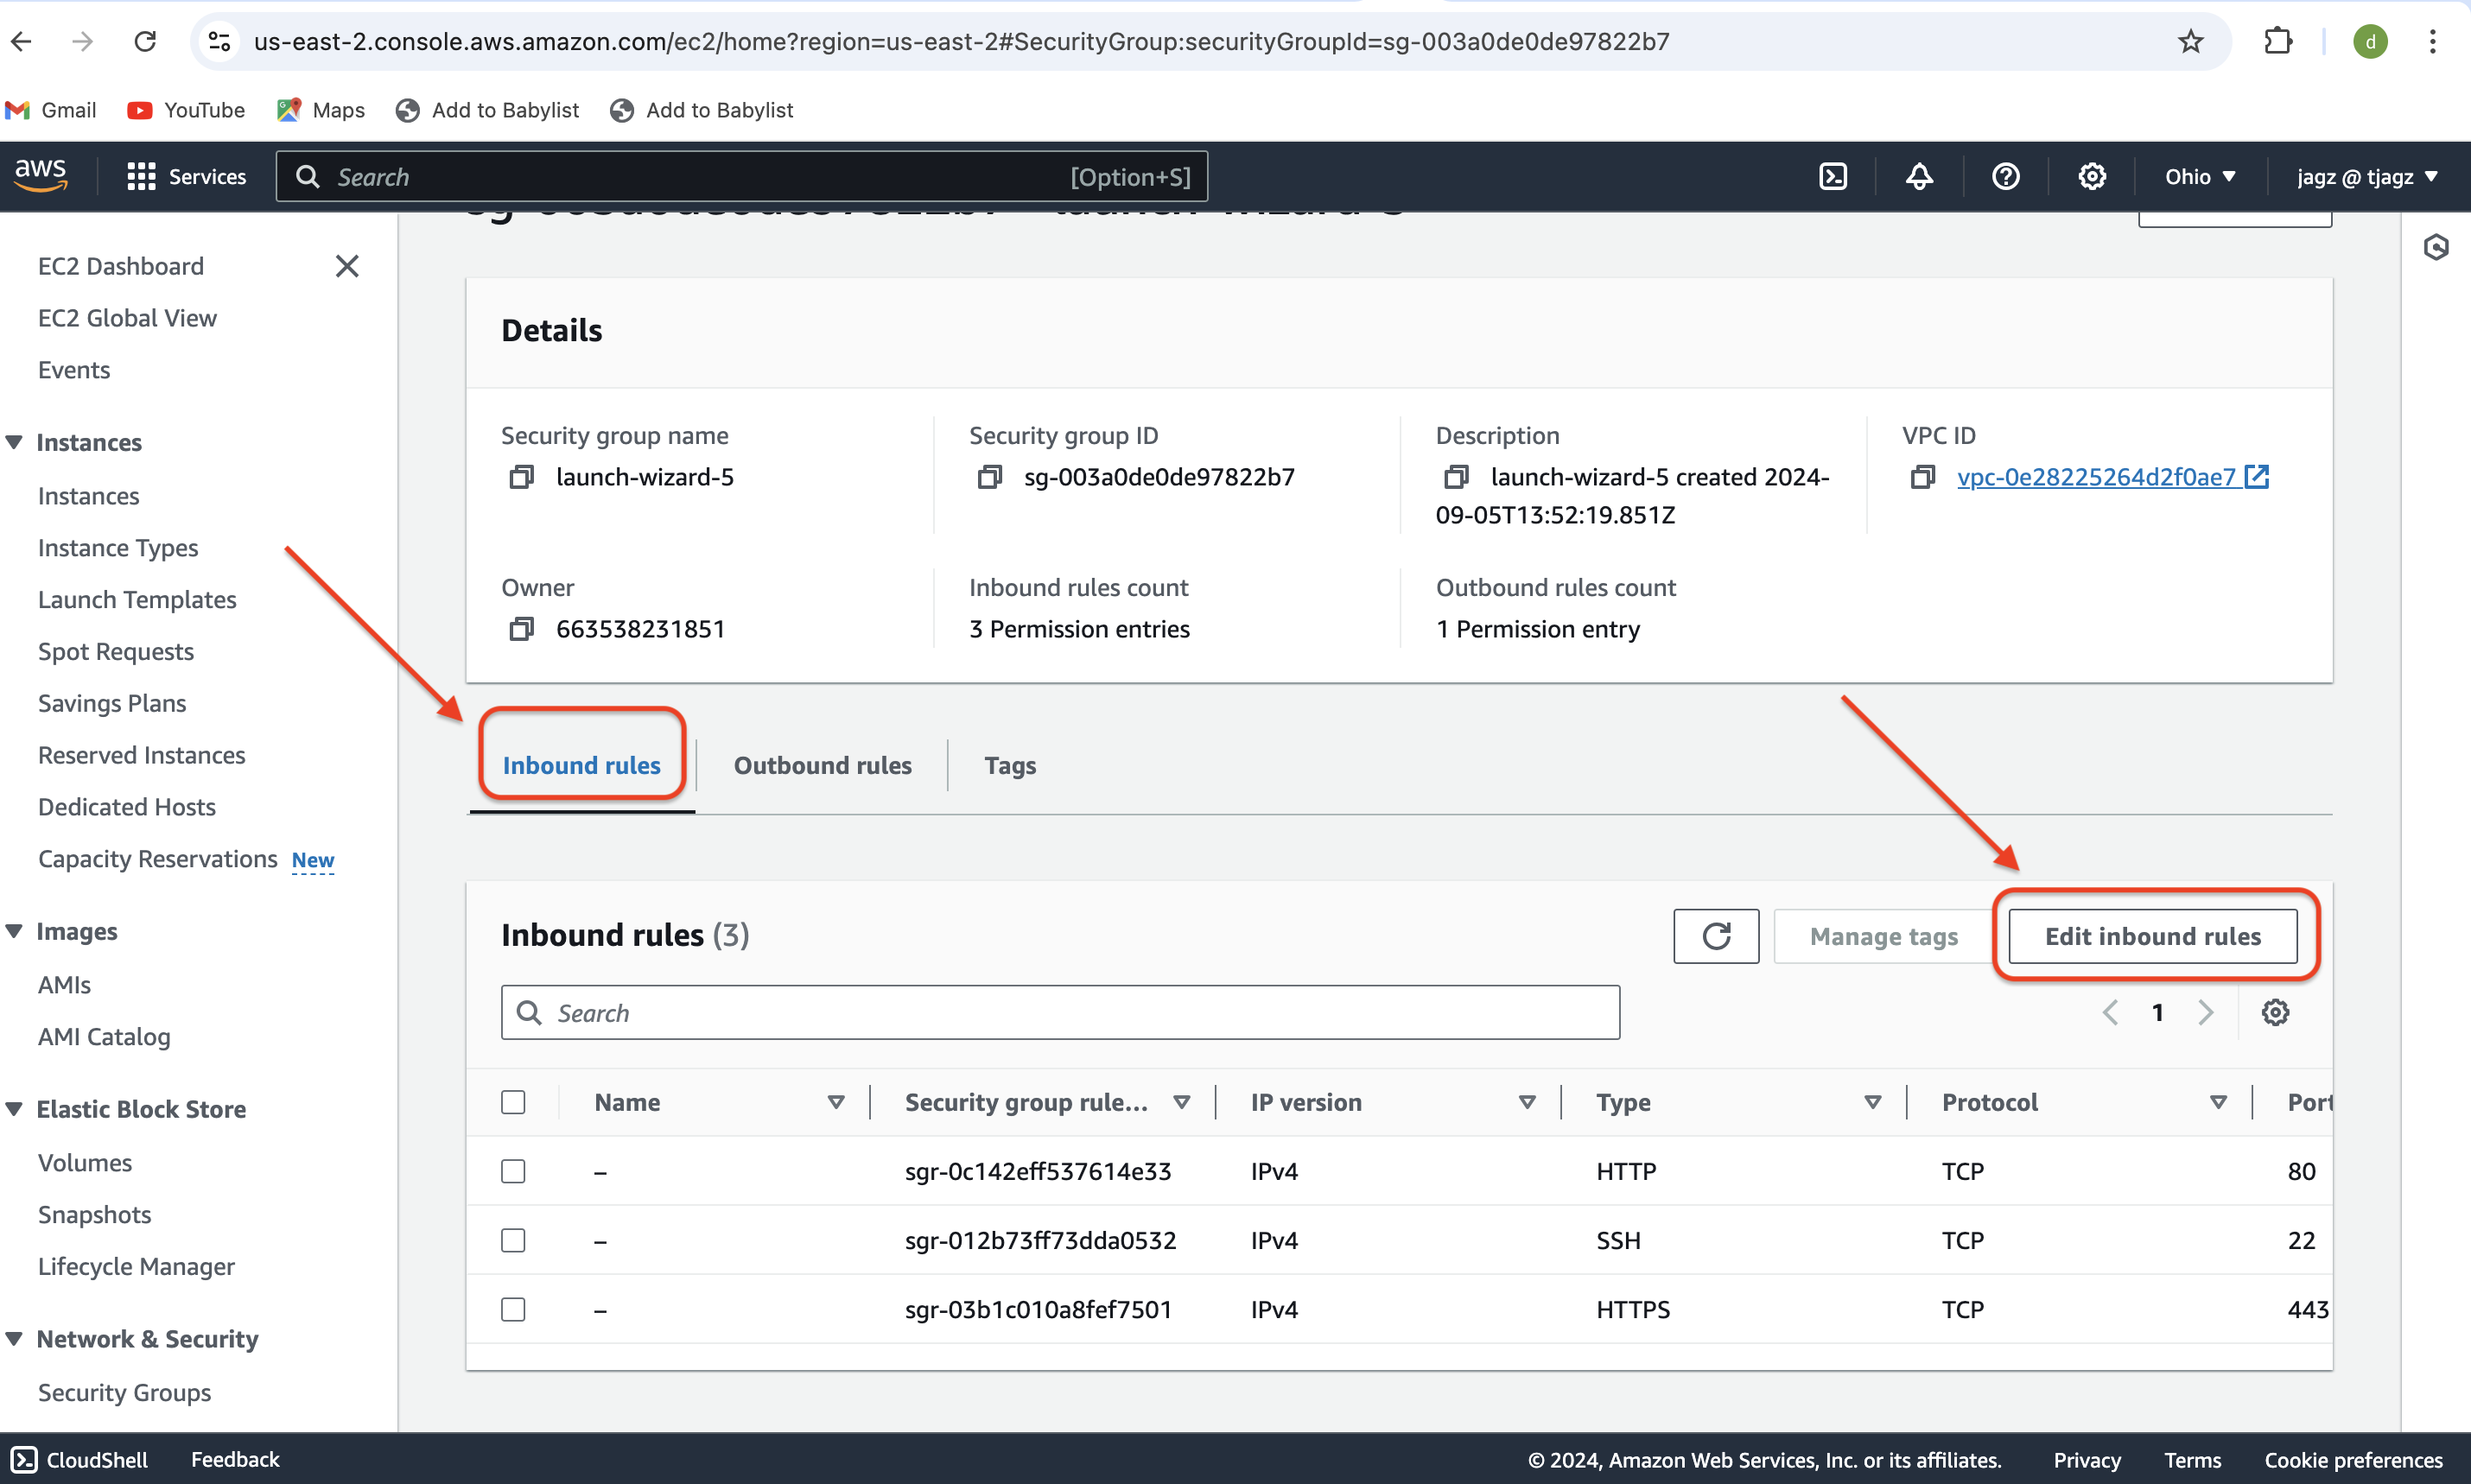 us-east-2.console.aws.amazon.com/ec2/home?region=us-east-2#SecurityGroup:securityGroupId=sg-003a0de0de97822b7
d
Gmail
YouTube
Maps
Add to Babylist
Add to Babylist
aws
Services
Search
[Option+S]
Ohio
jagz @ tjagz
EC2 Dashboard
EC2 Global View
Events
Instances
Instances
Instance Types
Launch Templates
Spot Requests
Savings Plans
Reserved Instances
Dedicated Hosts
Capacity Reservations New
Images
AMIs
AMI Catalog
Elastic Block Store
Volumes
Snapshots
Lifecycle Manager
Network & Security
Security Groups
Details
Security group name
launch-wizard-5
Security group ID
sg-003a0de0de97822b7
Description
launch-wizard-5 created 2024-
09-05T13:52:19.851Z
VPC ID
vpc-0e28225264d2f0ae7
Owner
663538231851
Inbound rules count
3 Permission entries
Outbound rules count
1 Permission entry
Inbound rules
Outbound rules
Tags
Inbound rules (3)
Manage tags
Edit inbound rules
Search
1
Name
Security group rule...
IP version
Type
Protocol
Port
– sgr-0c142eff537614e33 IPv4 HTTP TCP 80
– sgr-012b73ff73dda0532 IPv4 SSH TCP 22
– sgr-03b1c010a8fef7501 IPv4 HTTPS TCP 443
CloudShell
Feedback
© 2024, Amazon Web Services, Inc. or its affiliates.
Privacy
Terms
Cookie preferences